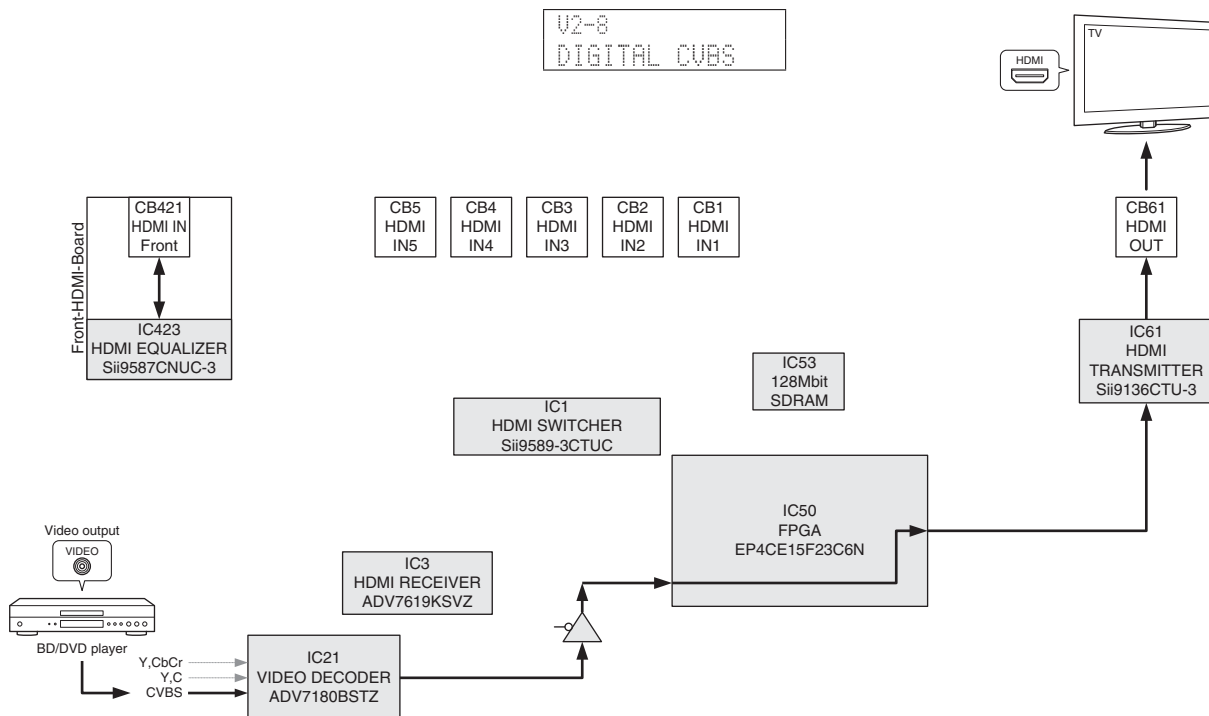 V2-8
DIGITAL CVBS
TV
HDMI
Front-HDMI-Board
CB421
HDMI IN
Front
CB5
HDMI
IN5
CB4
HDMI
IN4
CB3
HDMI
IN3
CB2
HDMI
IN2
CB1
HDMI
IN1
CB61
HDMI
OUT
IC423
HDMI EQUALIZER
Sii9587CNUC-3
IC61
HDMI
TRANSMITTER
Sii9136CTU-3
IC53
128Mbit
SDRAM
IC1
HDMI SWITCHER
Sii9589-3CTUC
IC50
FPGA
EP4CE15F23C6N
Video output
VIDEO
BD/DVD player
IC3
HDMI RECEIVER
ADV7619KSVZ
Y,CbCr
Y,C
CVBS
IC21
VIDEO DECODER
ADV7180BSTZ